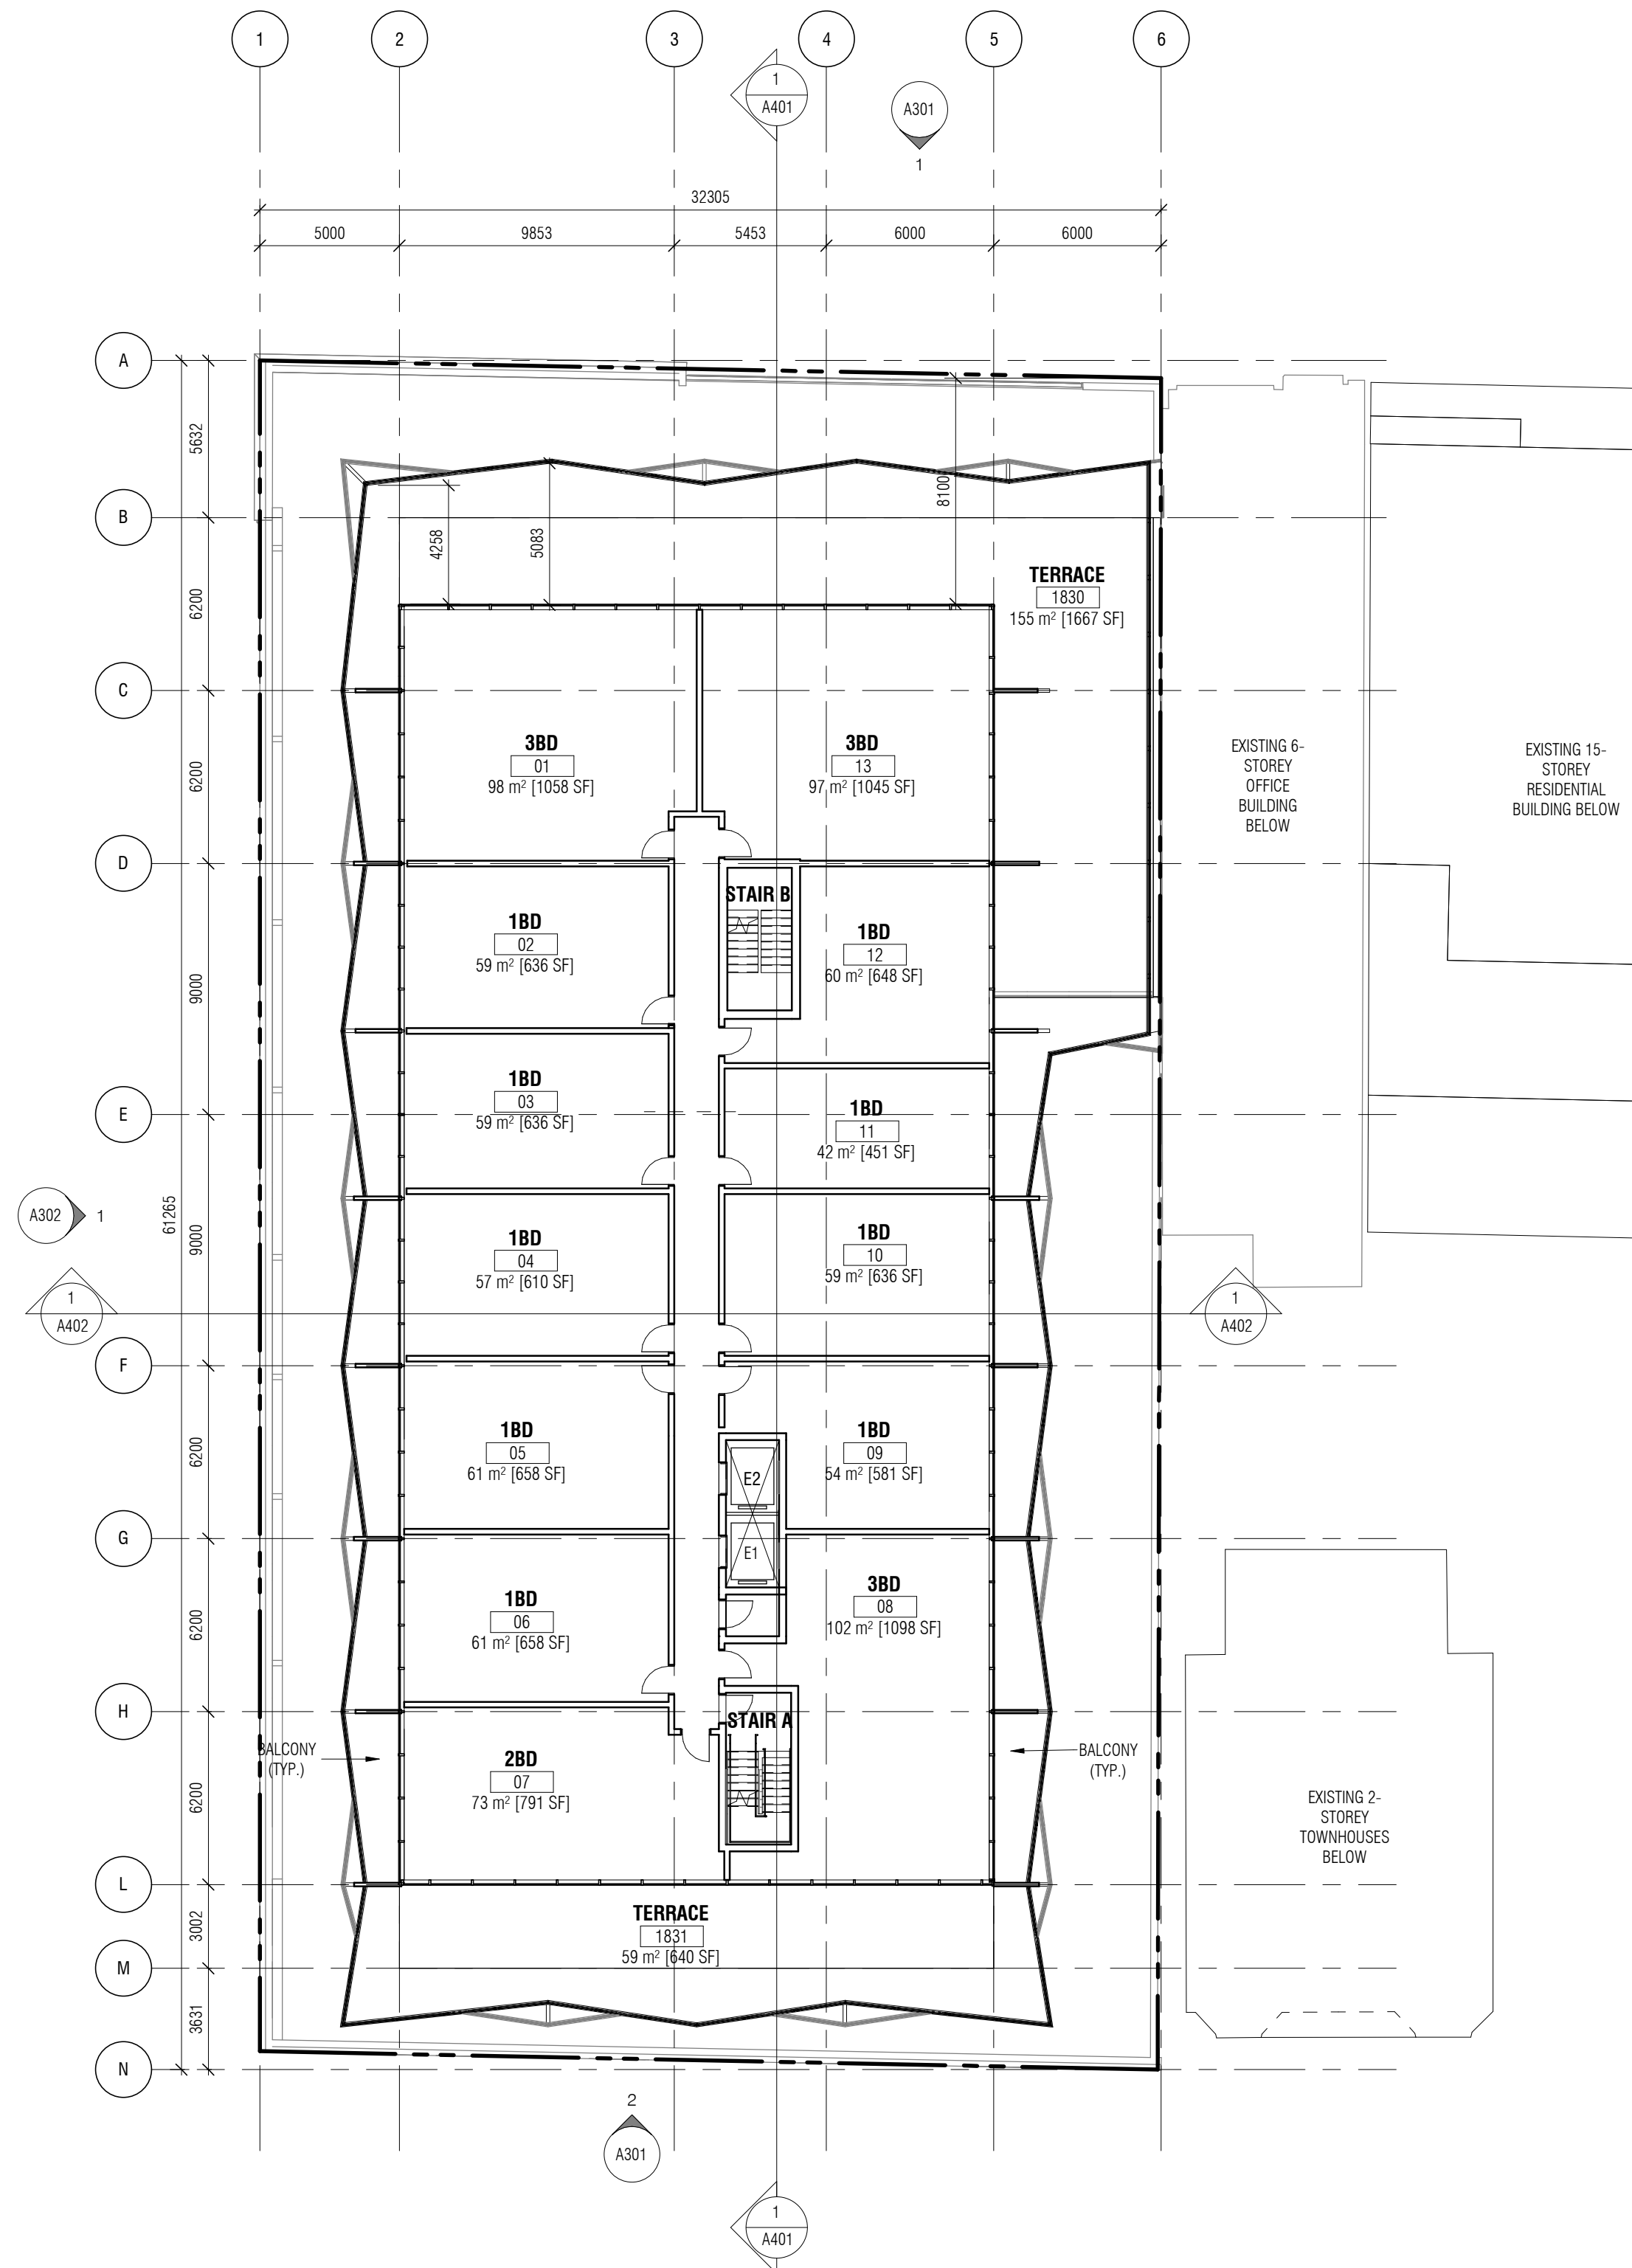 1
2
3
4
5
6
1
A401
A301
1
32305
5000
9853
5453
6000
6000
A
5632
8100
B
4258
5083
TERRACE
1830
155 m² [1667 SF]
6200
C
3BD
01
98 m² [1058 SF]
3BD
13
97 m² [1045 SF]
EXISTING 6-
STOREY
OFFICE
BUILDING
BELOW
EXISTING 15-
STOREY
RESIDENTIAL
BUILDING BELOW
6200
D
STAIR B
1BD
02
59 m² [636 SF]
1BD
12
60 m² [648 SF]
9000
1BD
03
59 m² [636 SF]
E
1BD
11
42 m² [451 SF]
A302
1
61265
9000
1BD
04
57 m² [610 SF]
1BD
10
59 m² [636 SF]
1
A402
1
A402
F
1BD
05
61 m² [658 SF]
1BD
09
54 m² [581 SF]
6200
E2
G
E1
1BD
06
61 m² [658 SF]
3BD
08
102 m² [1098 SF]
6200
H
STAIR A
BALCONY
(TYP.)
2BD
07
73 m² [791 SF]
BALCONY
(TYP.)
6200
EXISTING 2-
STOREY
TOWNHOUSES
BELOW
L
TERRACE
1831
59 m² [640 SF]
3002
M
3631
N
2
A301
1
A401